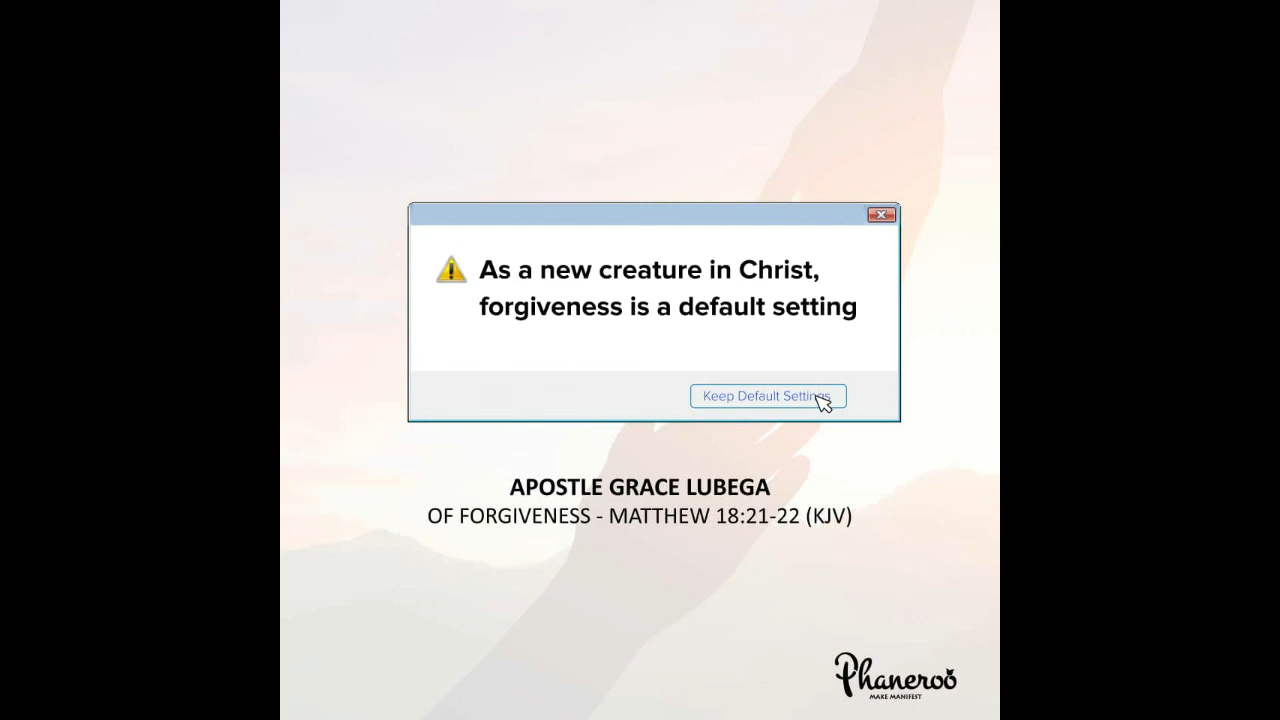 As a new creature in Christ,
forgiveness is a default setting
Keep Default Settings
APOSTLE GRACE LUBEGA
OF FORGIVENESS - MATTHEW 18:21-22 (KJV)
Phaneroo
MAKE MANIFEST